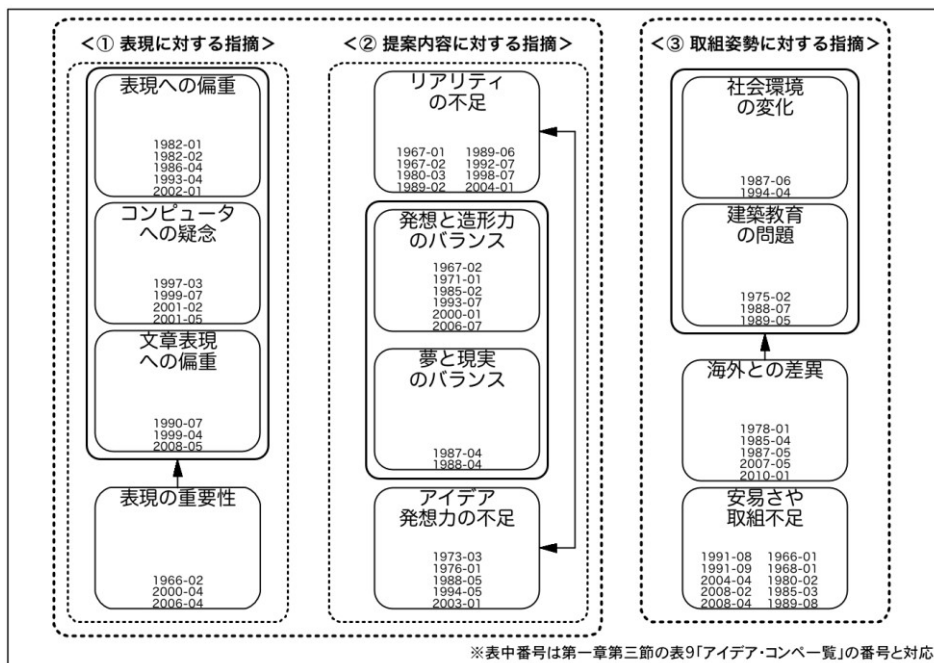 <① 表現に対する指摘>
表現への偏重
1982-01
1982-02
1986-04
1993-04
2002-01
コンピュータ
への疑念
1997-03
1999-07
2001-02
2001-05
文章表現
への偏重
1990-07
1999-04
2008-05
表現の重要性
1966-02
2000-04
2006-04
<② 提案内容に対する指摘>
リアリティ
の不足
1967-01 1989-06
1967-02 1992-07
1980-03 1998-07
1989-02 2004-01
発想と造形力
のバランス
1967-02
1971-01
1985-02
1993-07
2000-01
2006-07
夢と現実
のバランス
1987-04
1988-04
アイデア
発想力の不足
1973-03
1976-01
1988-05
1994-05
2003-01
<③ 取組姿勢に対する指摘>
社会環境
の変化
1987-06
1994-04
建築教育
の問題
1975-02
1988-07
1989-05
海外との差異
1978-01
1985-04
1987-05
2007-05
2010-01
安易さや
取組不足
1991-08 1966-01
1991-09 1968-01
2004-04 1980-02
2008-02 1985-03
2008-04 1989-08
※表中番号は第一章第三節の表9「アイデア・コンペ一覧」の番号と対応